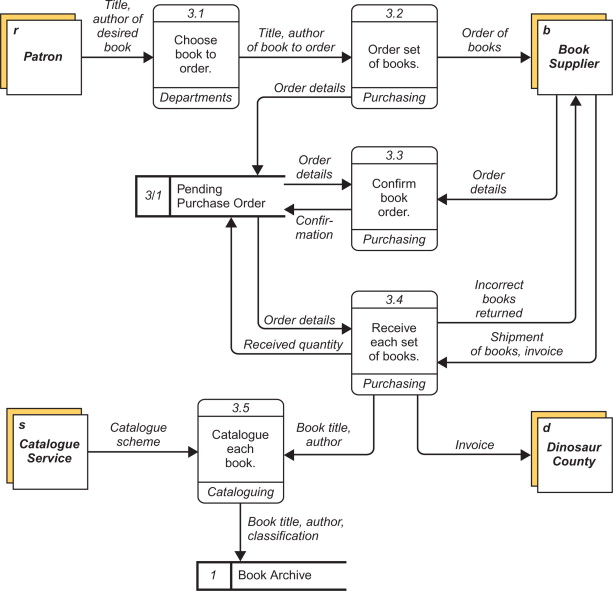 Title,
author of
desired
book
r
Patron
3.1
Choose
book to
order.
Departments
Title, author
of book to order
3.2
Order set
of books.
Purchasing
Order of
books
b
Book
Supplier
Order details
3/1
Pending
Purchase Order
Order
details
Confir-
mation
3.3
Confirm
book
order.
Purchasing
Order
details
Order details
Received quantity
3.4
Receive
each set
of books.
Purchasing
Incorrect
books
returned
Shipment
of books, invoice
s
Catalogue
Service
Catalogue
scheme
3.5
Catalogue
each
book.
Cataloguing
Book title,
author
Invoice
d
Dinosaur
County
Book title, author,
classification
1
Book Archive